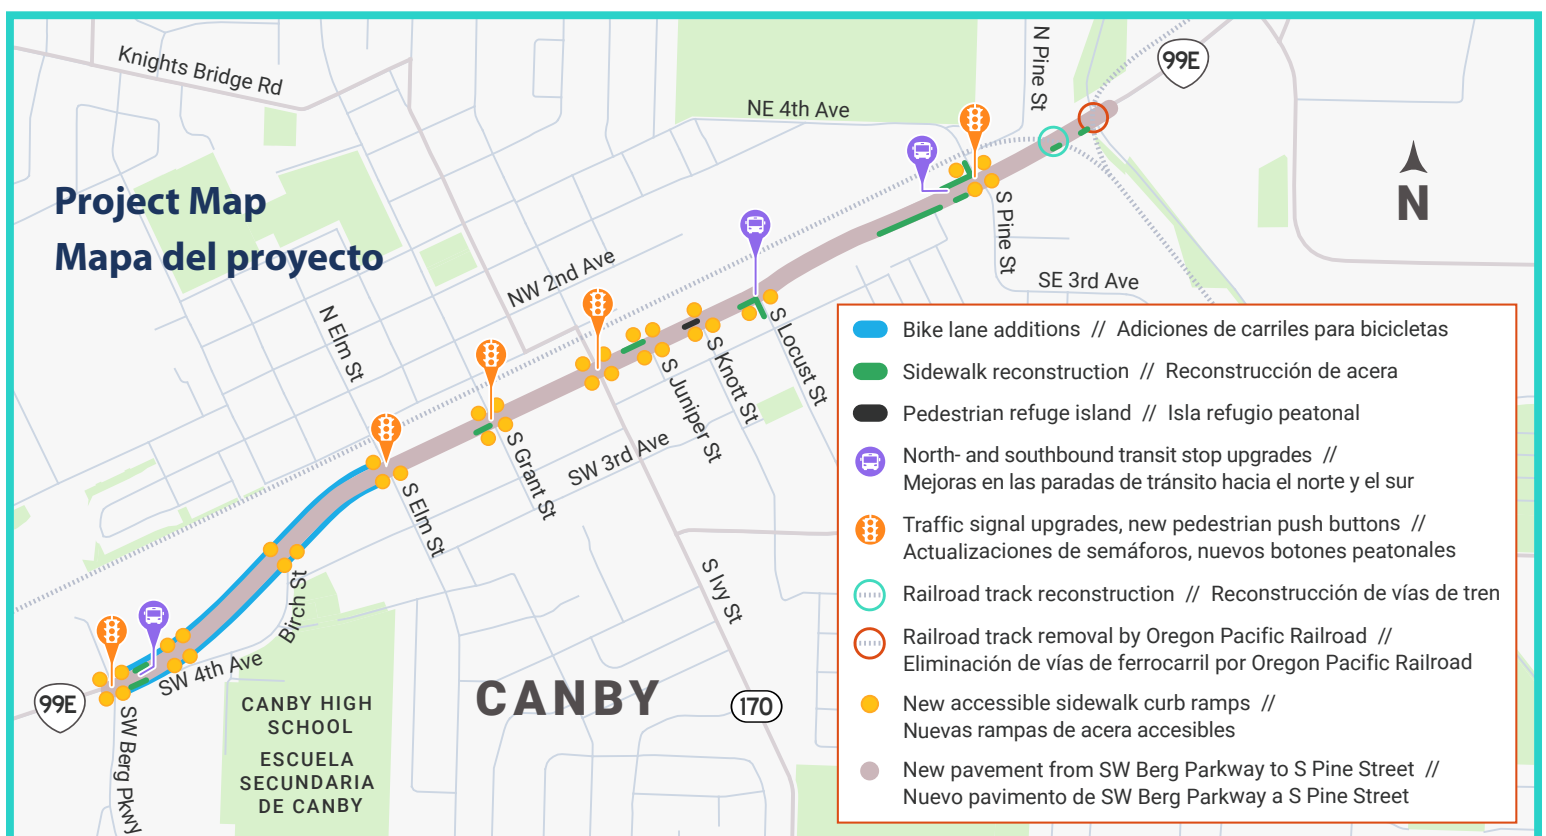 Project Map
Mapa del proyecto
Knights Bridge Rd
NE 4th Ave
N Pine St
99E
N
NW 2nd Ave
N Elm St
S Pine St
SE 3rd Ave
S Locust St
S Knott St
S Juniper St
SW 3rd Ave
S Grant St
S Elm St
S Ivy St
Birch St
SW 4th Ave
99E
SW Berg Pkwy
CANBY HIGH
SCHOOL
ESCUELA
SECUNDARIA
DE CANBY
CANBY
170
Bike lane additions // Adiciones de carriles para bicicletas
Sidewalk reconstruction // Reconstrucción de acera
Pedestrian refuge island // Isla refugio peatonal
North- and southbound transit stop upgrades //
Mejoras en las paradas de tránsito hacia el norte y el sur
Traffic signal upgrades, new pedestrian push buttons //
Actualizaciones de semáforos, nuevos botones peatonales
Railroad track reconstruction // Reconstrucción de vías de tren
Railroad track removal by Oregon Pacific Railroad //
Eliminación de vías de ferrocarril por Oregon Pacific Railroad
New accessible sidewalk curb ramps //
Nuevas rampas de acera accesibles
New pavement from SW Berg Parkway to S Pine Street //
Nuevo pavimento de SW Berg Parkway a S Pine Street